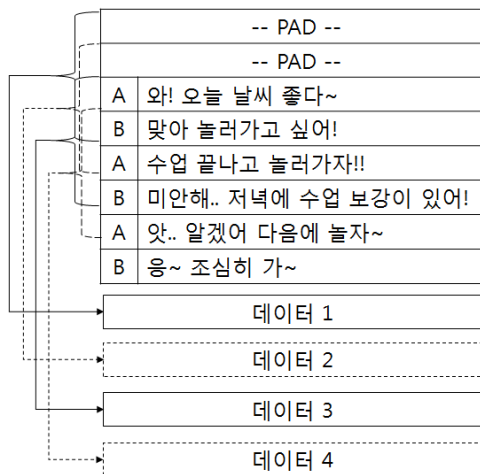 -- PAD --
-- PAD --
A 와! 오늘 날씨 좋다~
B 맞아 놀러가고 싶어!
A 수업 끝나고 놀러가자!!
B 미안해.. 저녁에 수업 보강이 있어!
A 앗.. 알겠어 다음에 놀자~
B 응~ 조심히 가~
데이터 1
데이터 2
데이터 3
데이터 4